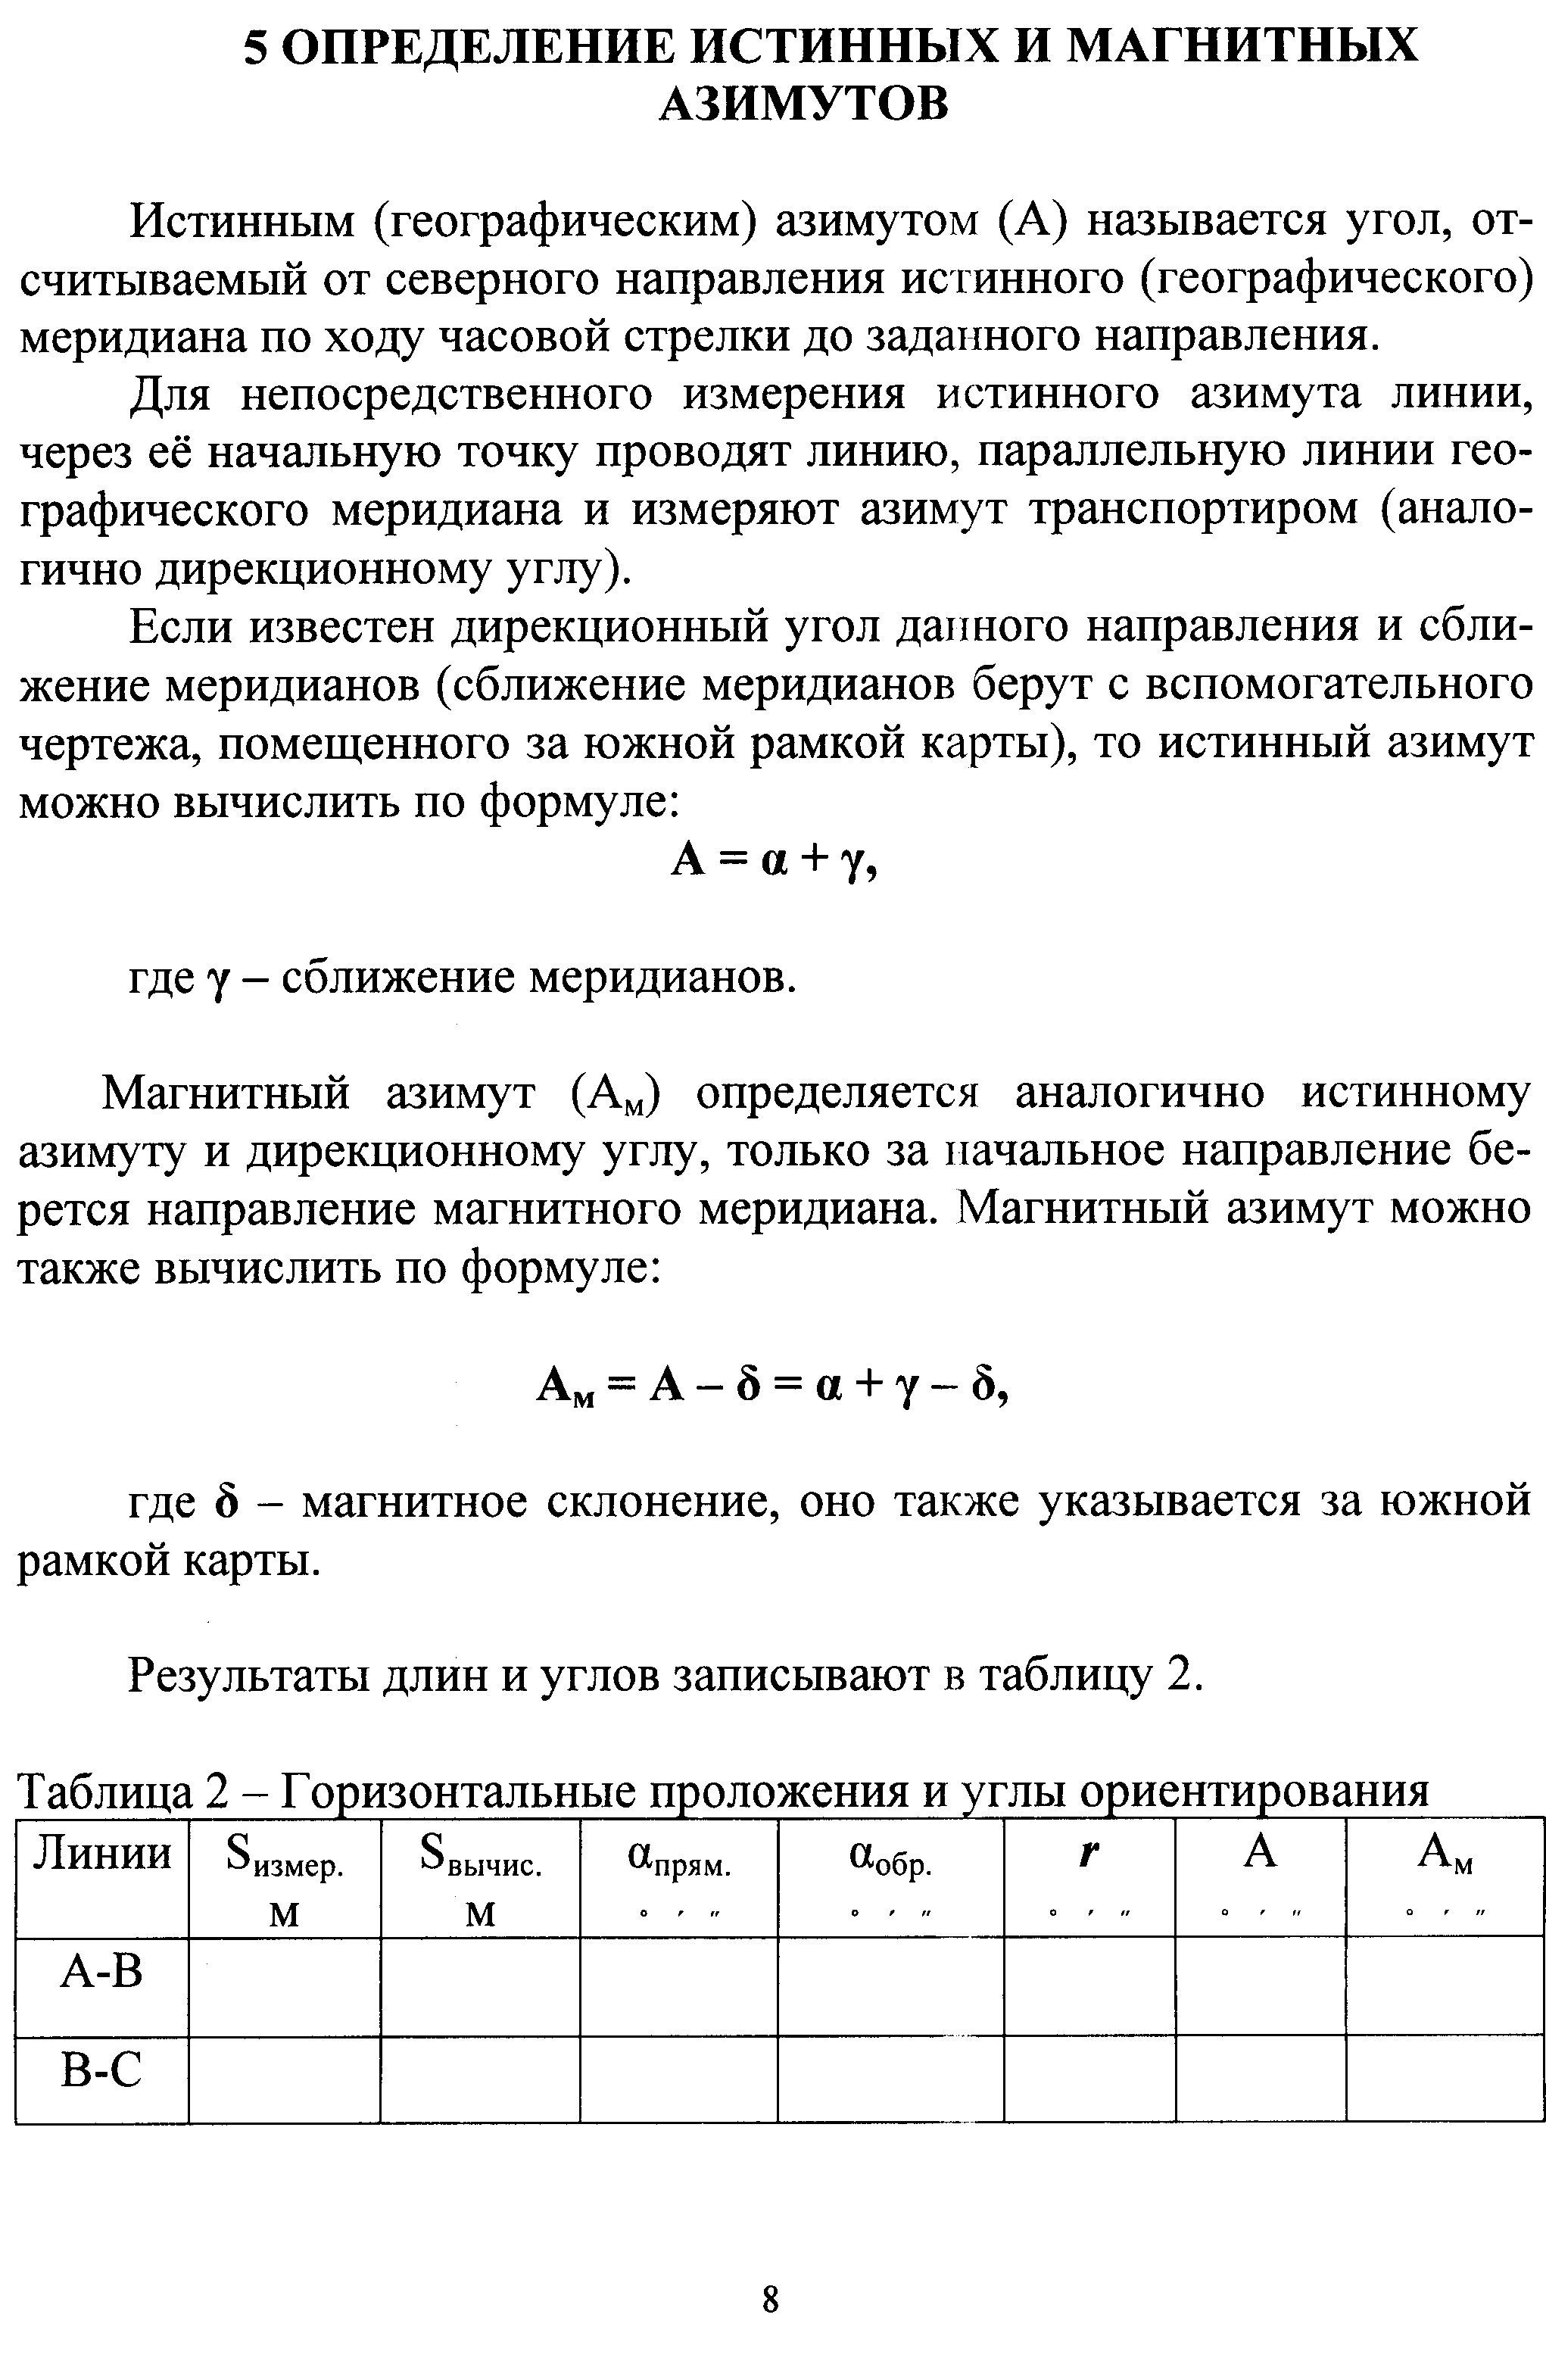 5 ОПРЕДЕЛЕНИЕ ИСТИННЫХ И МАГНИТНЫХ
АЗИМУТОВ
Истинным (географическим) азимутом (А) называется угол, от-
считываемый от северного направления истинного (географического)
меридиана по ходу часовой стрелки до заданного направления.
Для непосредственного измерения истинного азимута линии,
через её начальную точку проводят линию, параллельную линии гео-
графического меридиана и измеряют азимут транспортиром (анало-
гично дирекционному углу).
Если известен дирекционный угол данного направления и сбли-
жение меридианов (сближение меридианов берут с вспомогательного
чертежа, помещенного за южной рамкой карты), то истинный азимут
можно вычислить по формуле:
А = α + γ,
где γ – сближение меридианов.
Магнитный азимут (Ам) определяется аналогично истинному
азимуту и дирекционному углу, только за начальное направление бе-
рется направление магнитного меридиана. Магнитный азимут можно
также вычислить по формуле:
Ам = А – δ = α + γ – δ,
где δ – магнитное склонение, оно также указывается за южной
рамкой карты.
Результаты длин и углов записывают в таблицу 2.
Таблица 2 – Горизонтальные проложения и углы ориентирования
Линии Sизмер. Sвычис. αпрям. αобр. r А Ам
м м ° ′ ″ ° ′ ″ ° ′ ″ ° ′ ″ ° ′ ″
А-В
В-С
8